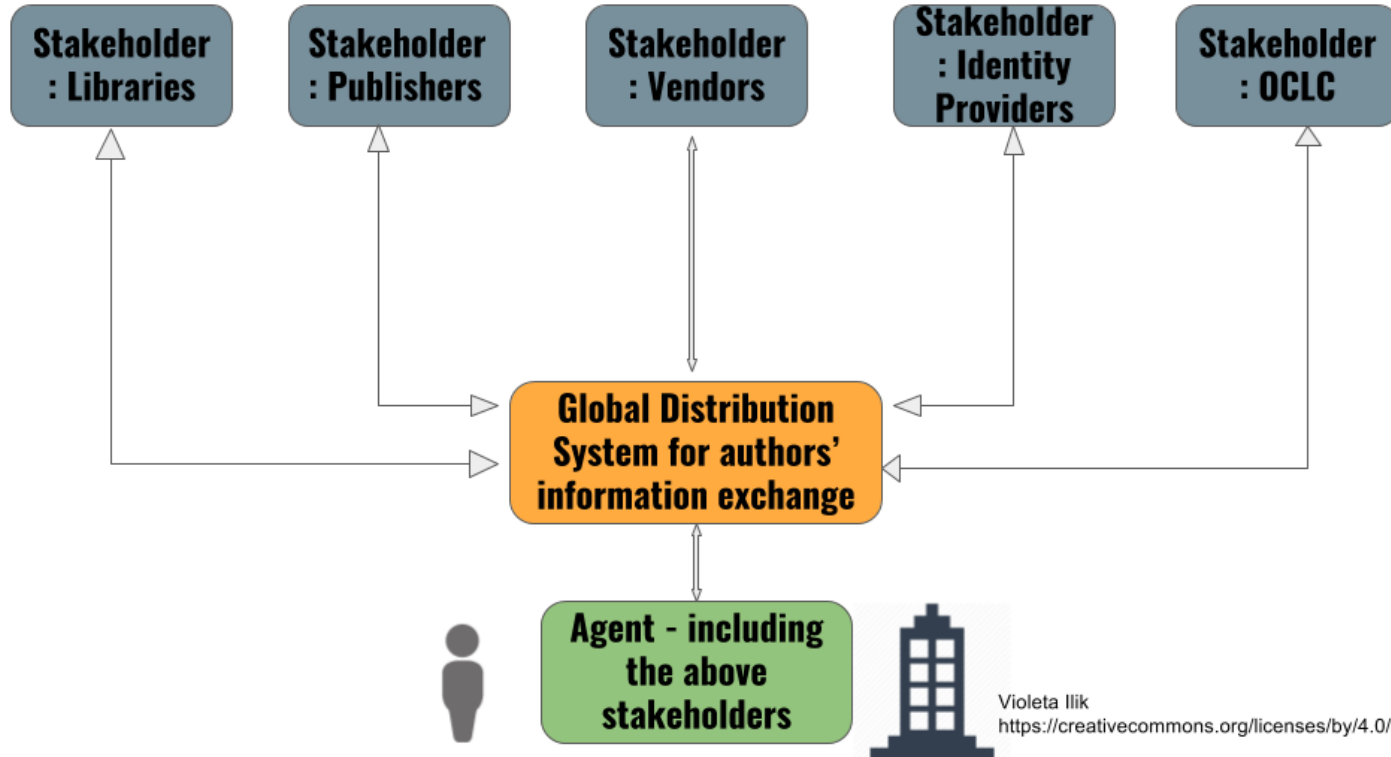 Stakeholder
: Libraries
Stakeholder
: Publishers
Stakeholder
: Vendors
Stakeholder
: Identity
Providers
Stakeholder
: OCLC
Global Distribution
System for authors’
information exchange
Agent - including
the above
stakeholders
Violeta Ilik
https://creativecommons.org/licenses/by/4.0/